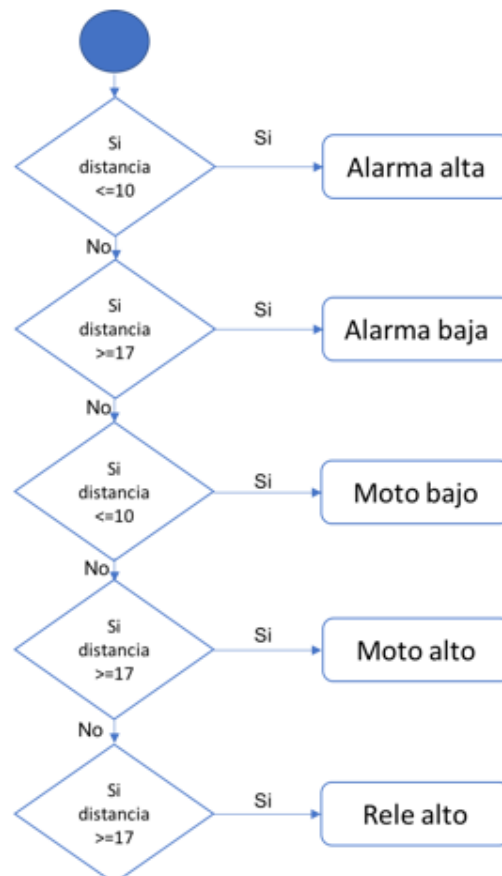 Si
distancia
<=10
Si
Alarma alta
No
Si
distancia
>=17
Si
Alarma baja
No
Si
distancia
<=10
Si
Moto bajo
No
Si
distancia
>=17
Si
Moto alto
No
Si
distancia
>=17
Si
Rele alto